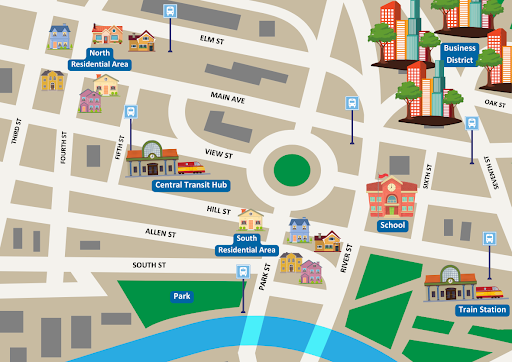 ELM ST
North
Residential Area
Business
District
MAIN AVE
OAK ST
THIRD ST
FOURTH ST
FIFTH ST
VIEW ST
SIXTH ST
SEVENTH ST
Central Transit Hub
HILL ST
School
ALLEN ST
South
Residential Area
SOUTH ST
PARK ST
RIVER ST
Park
Train Station